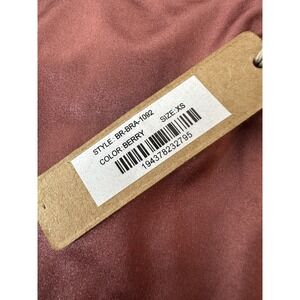 STYLE: BR-BRA-1092
COLOR:BERRY SIZE: XS
194378232795